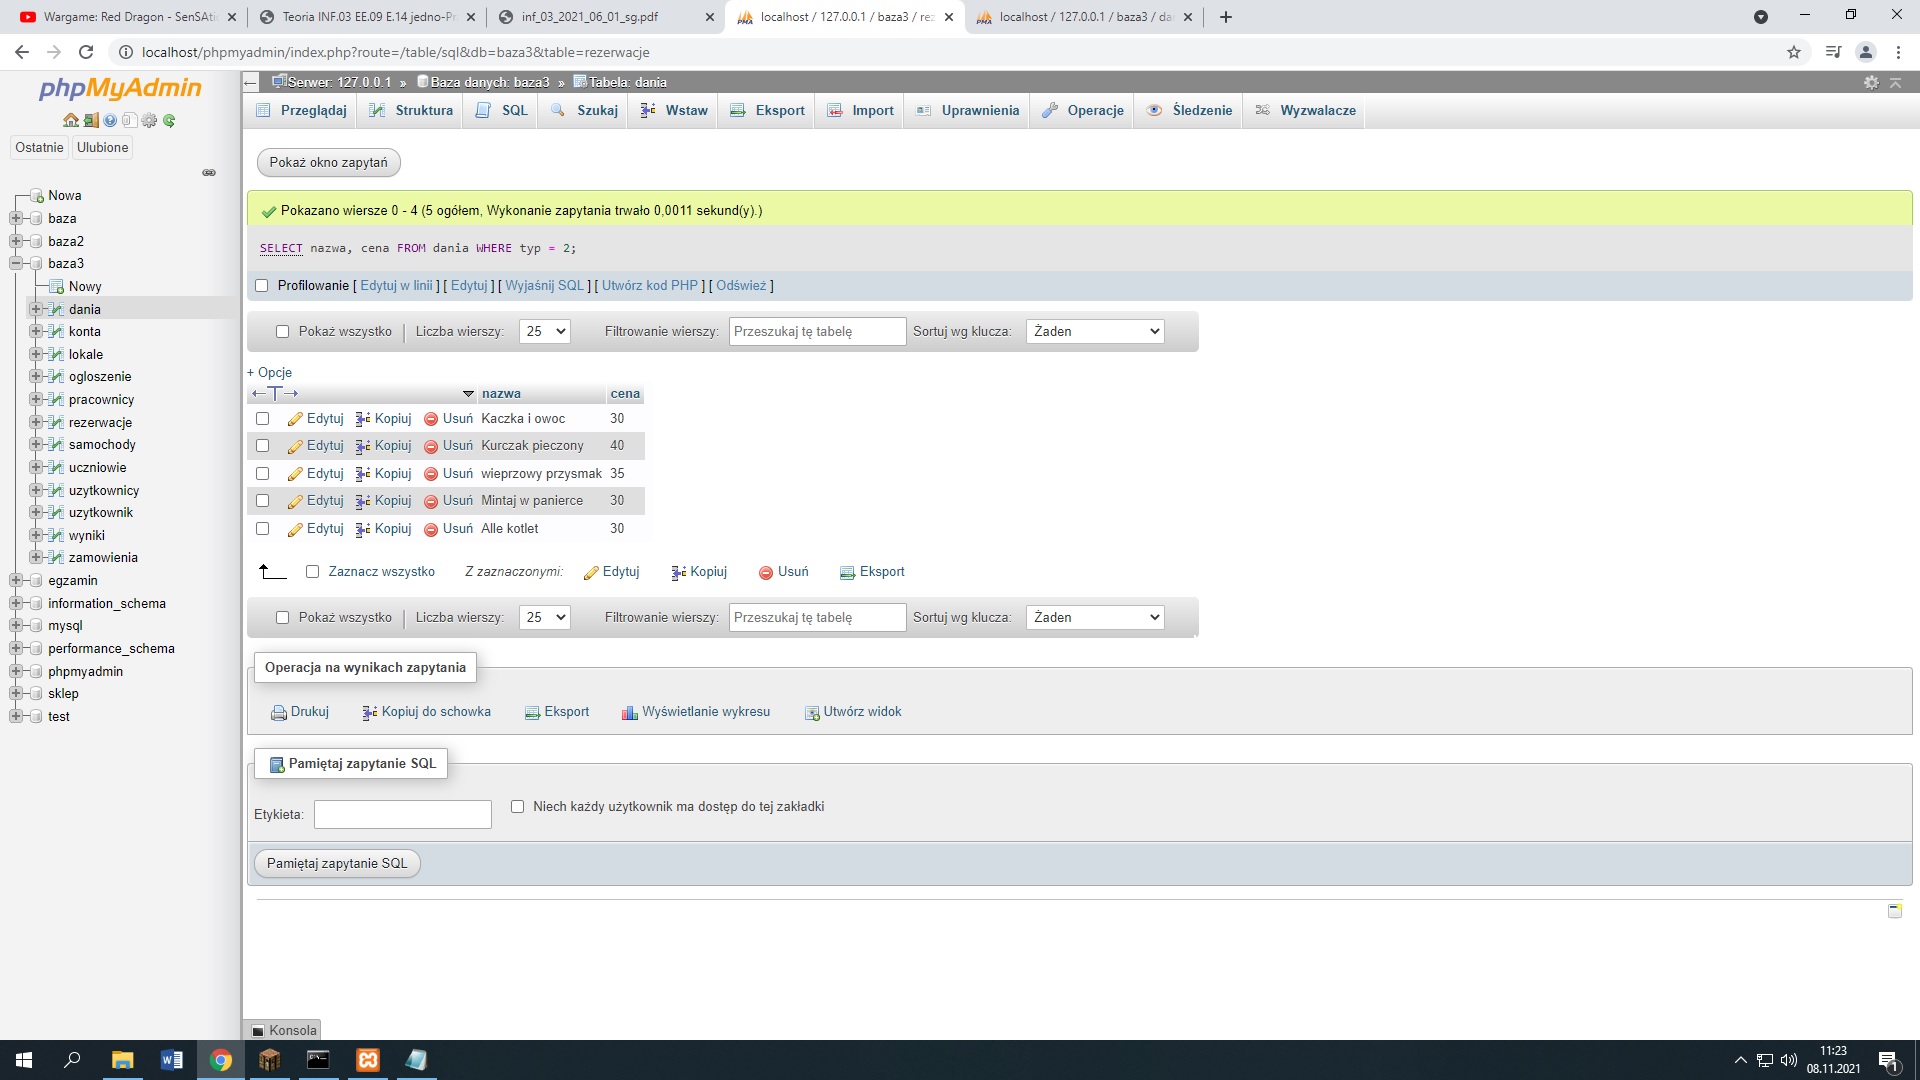 Wargame: Red Dragon - SenSAti
Teoria INF.03 EE.09 E.14 jedno-Pr
inf_03_2021_06_01_sg.pdf
localhost / 127.0.0.1 / baza3 / rez
localhost / 127.0.0.1 / baza3 / da
localhost/phpmyadmin/index.php?route=/table/sql&db=baza3&table=rezerwacje
phpMyAdmin
Serwer: 127.0.0.1 » Baza danych: baza3 » Tabela: dania
Przeglądaj Struktura SQL Szukaj Wstaw Eksport Import Uprawnienia Operacje Śledzenie Wyzwalacze
Ostatnie Ulubione
Nowa
baza
baza2
baza3
Nowy
dania
konta
lokale
ogloszenie
pracownicy
rezerwacje
samochody
uczniowie
uzytkownicy
uzytkownik
wyniki
zamowienia
egzamin
information_schema
mysql
performance_schema
phpmyadmin
sklep
test
Pokaż okno zapytań
Pokazano wiersze 0 - 4 (5 ogółem, Wykonanie zapytania trwało 0,0011 sekund(y).)
SELECT nazwa, cena FROM dania WHERE typ = 2;
Profilowanie [ Edytuj w linii ] [ Edytuj ] [ Wyjaśnij SQL ] [ Utwórz kod PHP ] [ Odśwież ]
Pokaż wszystko | Liczba wierszy: 25 Filtrowanie wierszy: Przeszukaj tę tabelę Sortuj wg klucza: Żaden
+ Opcje
←T→ nazwa cena
Edytuj Kopiuj Usuń Kaczka i owoc 30
Edytuj Kopiuj Usuń Kurczak pieczony 40
Edytuj Kopiuj Usuń wieprzowy przysmak 35
Edytuj Kopiuj Usuń Mintaj w panierce 30
Edytuj Kopiuj Usuń Alle kotlet 30
Zaznacz wszystko Z zaznaczonymi: Edytuj Kopiuj Usuń Eksport
Pokaż wszystko | Liczba wierszy: 25 Filtrowanie wierszy: Przeszukaj tę tabelę Sortuj wg klucza: Żaden
Operacja na wynikach zapytania
Drukuj Kopiuj do schowka Eksport Wyświetlanie wykresu Utwórz widok
Pamiętaj zapytanie SQL
Etykieta: Niech każdy użytkownik ma dostęp do tej zakładki
Pamiętaj zapytanie SQL
Konsola
11:23
08.11.2021
1